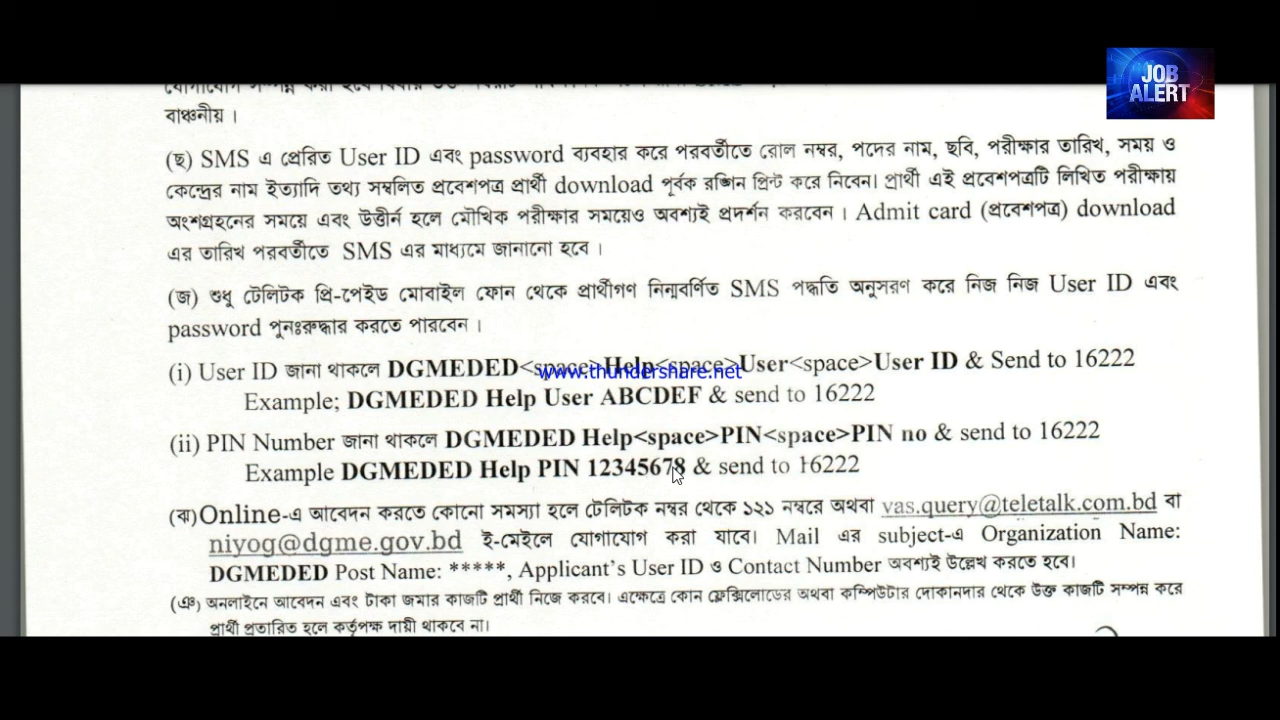 JOB
ALERT
বাঞ্চনীয় ।
(ছ) SMS এ প্রেরিত User ID এবং password ব্যবহার করে পরবর্তীতে রোল নম্বর, পদের নাম, ছবি, পরীক্ষার তারিখ, সময় ও
কেন্দ্রের নাম ইত্যাদি তথ্য সম্বলিত প্রবেশপত্র প্রার্থী download পূর্বক রঙ্গিন প্রিন্ট করে নিবেন। প্রার্থী এই প্রবেশপত্রটি লিখিত পরীক্ষায়
অংশগ্রহনের সময়ে এবং উত্তীর্ন হলে মৌখিক পরীক্ষার সময়েও অবশ্যই প্রদর্শন করবেন । Admit card (প্রবেশপত্র) download
এর তারিখ পরবর্তীতে SMS এর মাধ্যমে জানানো হবে ।
(জ) শুধু টেলিটক প্রি-পেইড মোবাইল ফোন থেকে প্রার্থীগণ নিন্মবর্ণিত SMS পদ্ধতি অনুসরণ করে নিজ নিজ User ID এবং
password পুনঃরুদ্ধার করতে পারবেন ।
(i) User ID জানা থাকলে DGMEDED<space>Help<space>User<space>User ID & Send to 16222
www.thundershare.net
Example; DGMEDED Help User ABCDEF & send to 16222
(ii) PIN Number জানা থাকলে DGMEDED Help<space>PIN<space>PIN no & send to 16222
Example DGMEDED Help PIN 12345678 & send to 16222
(ঝ) Online-এ আবেদন করতে কোনো সমস্যা হলে টেলিটক নম্বর থেকে ১২১ নম্বরে অথবা vas.query@teletalk.com.bd বা
niyog@dgme.gov.bd ই-মেইলে যোগাযোগ করা যাবে। Mail এর subject-এ Organization Name:
DGMEDED Post Name: *****, Applicant's User ID ও Contact Number অবশ্যই উল্লেখ করতে হবে।
(ঞ) অনলাইনে আবেদন এবং টাকা জমার কাজটি প্রার্থী নিজে করবে। এক্ষেত্রে কোন ফ্লেক্সিলোডের অথবা কম্পিউটার দোকানদার থেকে উক্ত কাজটি সম্পন্ন করে
প্রার্থী প্রতারিত হলে কর্তৃপক্ষ দায়ী থাকবে না।